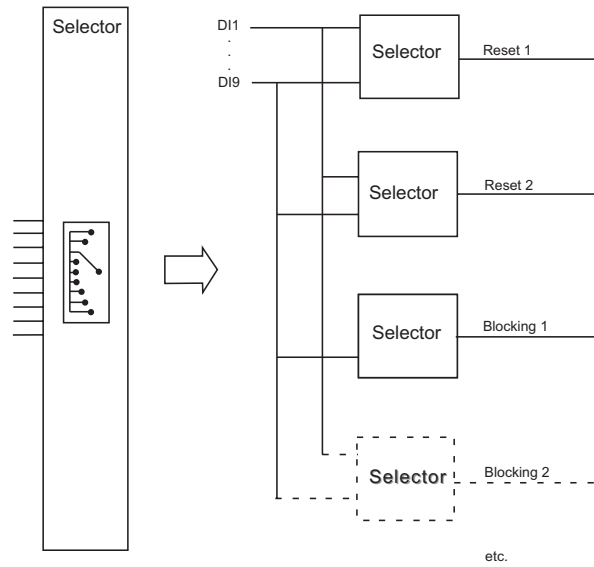 Selector
DI1
.
.
.
DI9
Selector
Reset 1
Selector
Reset 2
Selector
Blocking 1
Selector
Blocking 2
etc.